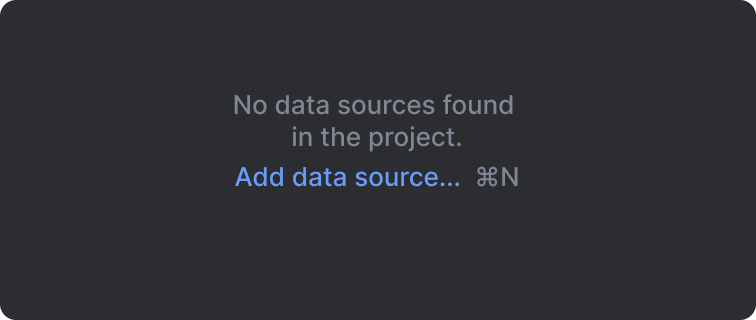 No data sources found
in the project.
Add data source... ⌘N